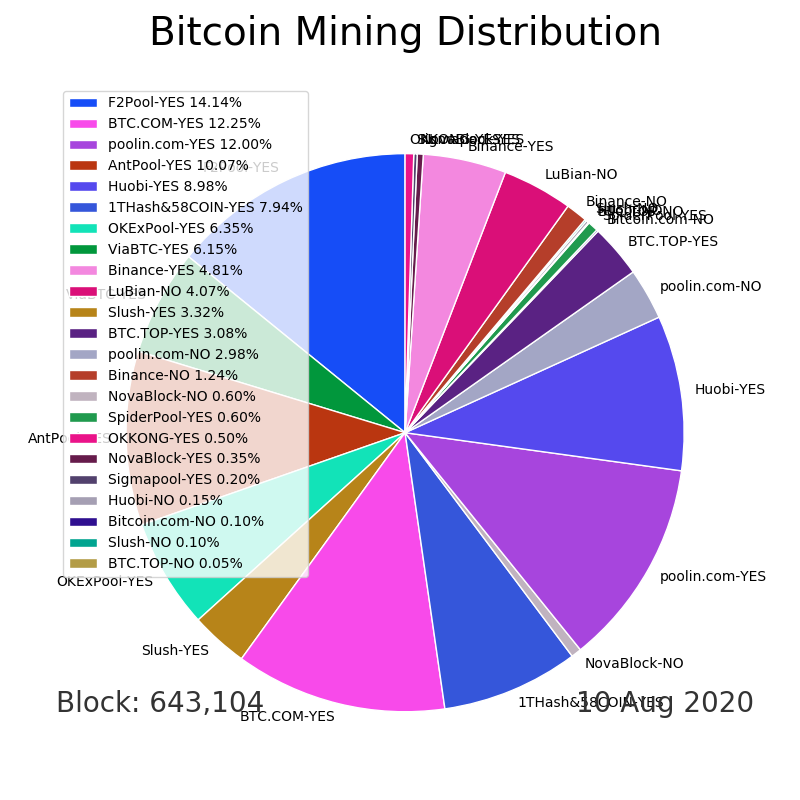 Bitcoin Mining Distribution
F2Pool-YES 14.14%
BTC.COM-YES 12.25%
poolin.com-YES 12.00%
AntPool-YES 10.07%
Huobi-YES 8.98%
1THash&58COIN-YES 7.94%
OKExPool-YES 6.35%
ViaBTC-YES 6.15%
Binance-YES 4.81%
LuBian-NO 4.07%
Slush-YES 3.32%
BTC.TOP-YES 3.08%
poolin.com-NO 2.98%
Binance-NO 1.24%
NovaBlock-NO 0.60%
SpiderPool-YES 0.60%
OKKONG-YES 0.50%
NovaBlock-YES 0.35%
Sigmapool-YES 0.20%
Huobi-NO 0.15%
Bitcoin.com-NO 0.10%
Slush-NO 0.10%
BTC.TOP-NO 0.05%
Binance-YES
LuBian-NO
Binance-NO
Bitcoin.com-NO
BTC.TOP-YES
poolin.com-NO
Huobi-YES
poolin.com-YES
NovaBlock-NO
1THash&58COIN-YES
BTC.COM-YES
Slush-YES
OKExPool-YES
Block: 643,104
10 Aug 2020